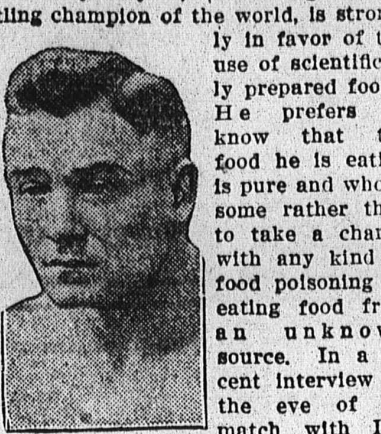 tling champion of the world, is stron
ly in favor of t
use of scientific
ly prepared foo
He prefers
know that t
food he is eati
is pure and who
some rather th
to take a chan
with any kind
food poisoning
eating food fr
an unknow
source. In a
cent interview
the eve of
match with